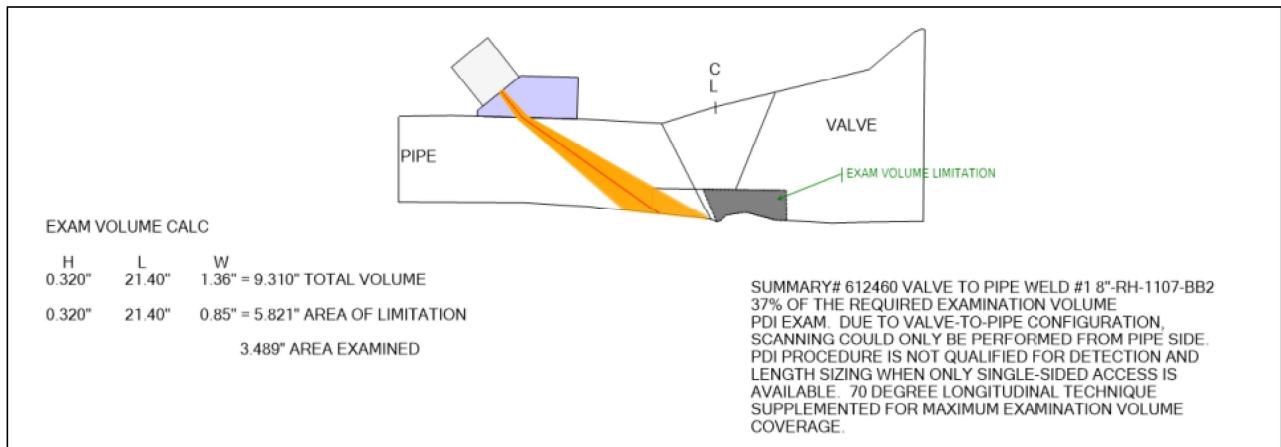 C
L
VALVE
PIPE
EXAM VOLUME LIMITATION
EXAM VOLUME CALC
H L W
0.320" 21.40" 1.36" = 9.310" TOTAL VOLUME
0.320" 21.40" 0.85" = 5.821" AREA OF LIMITATION
3.489" AREA EXAMINED
SUMMARY# 612460 VALVE TO PIPE WELD #1 8"-RH-1107-BB2
37% OF THE REQUIRED EXAMINATION VOLUME
PDI EXAM. DUE TO VALVE-TO-PIPE CONFIGURATION,
SCANNING COULD ONLY BE PERFORMED FROM PIPE SIDE.
PDI PROCEDURE IS NOT QUALIFIED FOR DETECTION AND
LENGTH SIZING WHEN ONLY SINGLE-SIDED ACCESS IS
AVAILABLE. 70 DEGREE LONGITUDINAL TECHNIQUE
SUPPLEMENTED FOR MAXIMUM EXAMINATION VOLUME
COVERAGE.